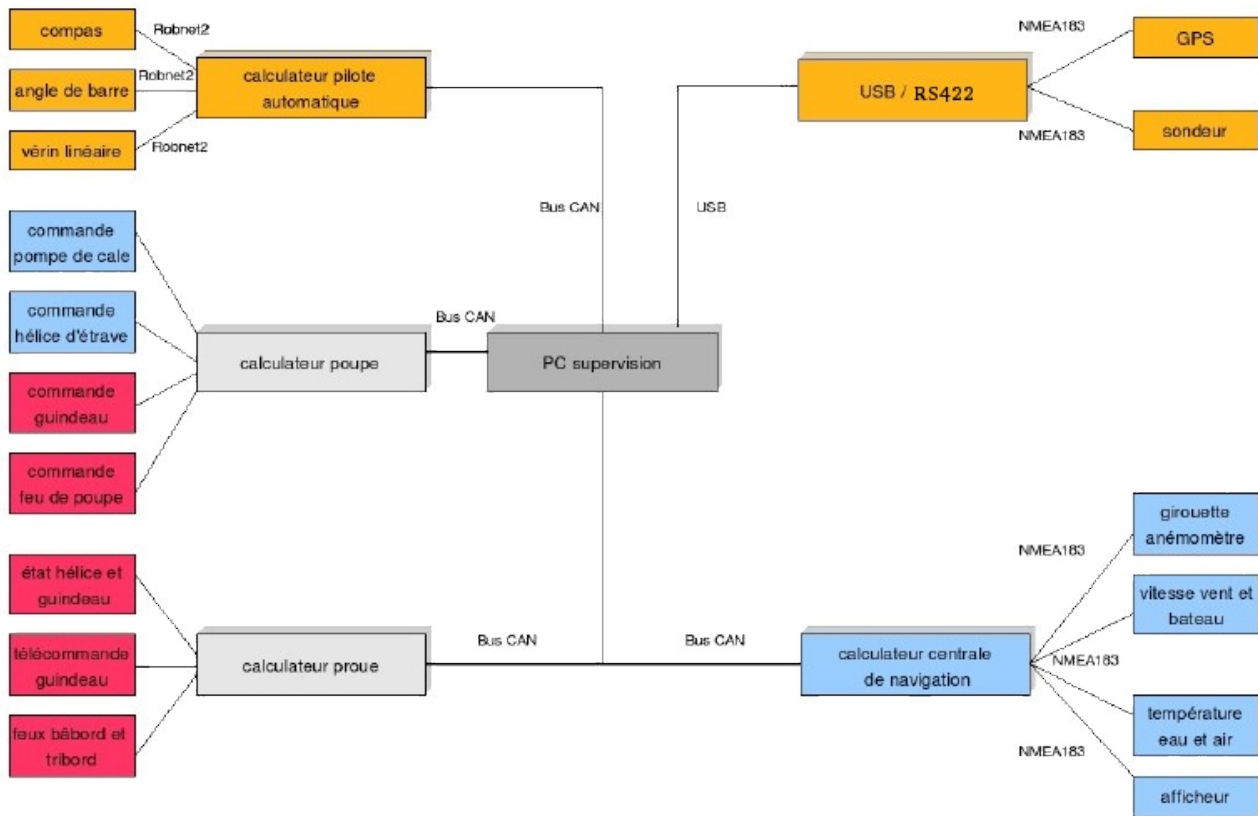 compas
Robnet2
angle de barre
Robnet2
vérin linéaire
Robnet2
calculateur pilote
automatique
NMEA183
USB / RS422
NMEA183
GPS
sondeur
Bus CAN
USB
commande
pompe de cale
commande
hélice d'étrave
commande
guindeau
commande
feu de poupe
calculateur poupe
Bus CAN
PC supervision
état hélice et
guindeau
télécommande
guindeau
feux bâbord et
tribord
calculateur proue
Bus CAN
Bus CAN
calculateur centrale
de navigation
NMEA183
NMEA183
NMEA183
girouette
anémomètre
vitesse vent et
bateau
température
eau et air
afficheur